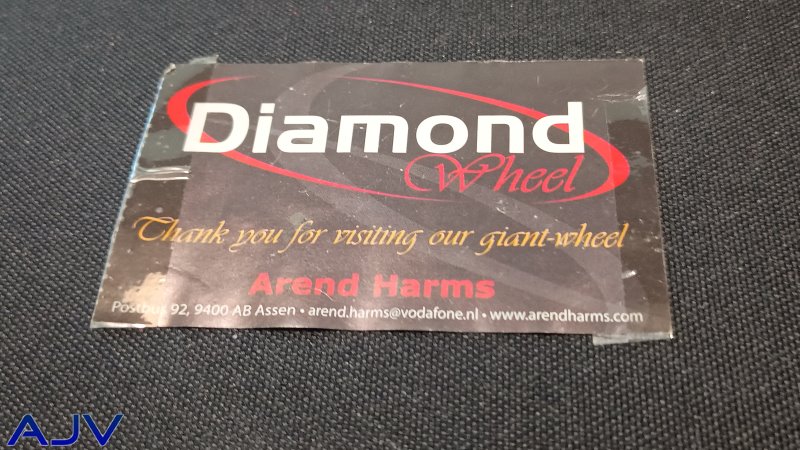 Diamond
Wheel
Thank you for visiting our giant-wheel
Arend Harms
Postbus 92, 9400 AB Assen • arend.harms@vodafone.nl • www.arendharms.com
AJV